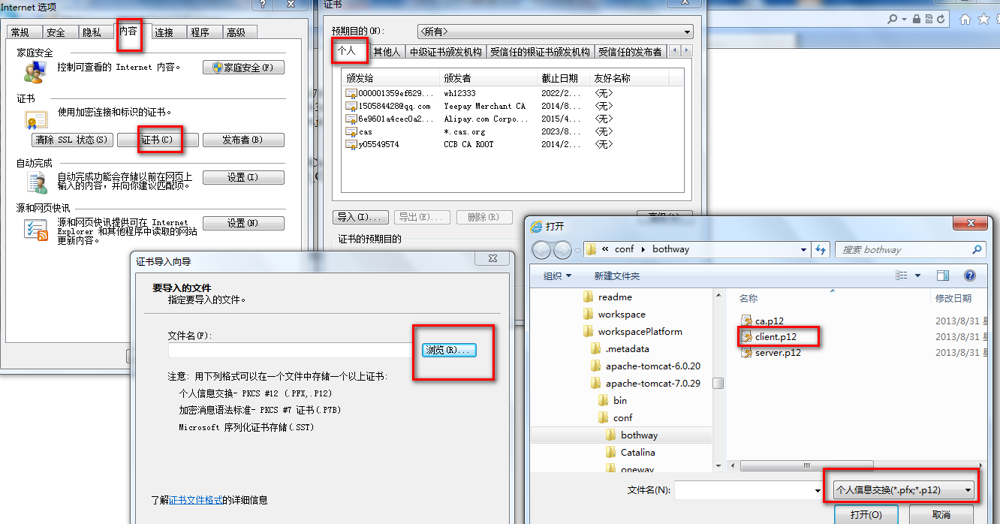 Internet 选项
常规 安全 隐私 内容 连接 程序 高级
家庭安全
控制可查看的 Internet 内容。
家庭安全(F)
证书
使用加密连接和标识的证书。
清除 SSL 状态(S) 证书(C) 发布者(B)
自动完成
自动完成功能会存储以前在网页上
输入的内容，并向你建议匹配项。
设置(I)
源和网页快讯
源和网页快讯提供可在 Internet
Explorer 和其他程序中读取的网站
更新内容。
设置(N)
证书
预期目的(N): <所有>
个人 其他人 中级证书颁发机构 受信任的根证书颁发机构 受信任的发布者
颁发给 颁发者 截止日期 友好名称
000001359ef629... wh12333 2022/2... <无>
150584428@qq.com Yeepay Merchant CA 2014/8... <无>
6e9601a4cec0a2... Alipay.com Corpo... 2015/4... <无>
cas *.cas.org 2023/8... <无>
y05549574 CCB CA ROOT 2014/2... <无>
导入(I)... 导出(E)... 删除(R)
证书的预期目的
证书导入向导
要导入的文件
指定要导入的文件。
文件名(F):
浏览(R)...
注意: 用下列格式可以在一个文件中存储一个以上证书:
个人信息交换- PKCS #12 (.PFX,.P12)
加密消息语法标准- PKCS #7 证书(.P7B)
Microsoft 序列化证书存储(.SST)
了解证书文件格式的详细信息
打开
« conf bothway
搜索 bothway
组织 新建文件夹
readme
workspace
workspacePlatform
.metadata
apache-tomcat-6.0.20
apache-tomcat-7.0.29
bin
conf
bothway
Catalina
oneway
名称 修改日期
ca.p12 2013/8/31
client.p12 2013/8/31
server.p12 2013/8/31
文件名(N): 个人信息交换(*.pfx;*.p12)
打开(O) 取消